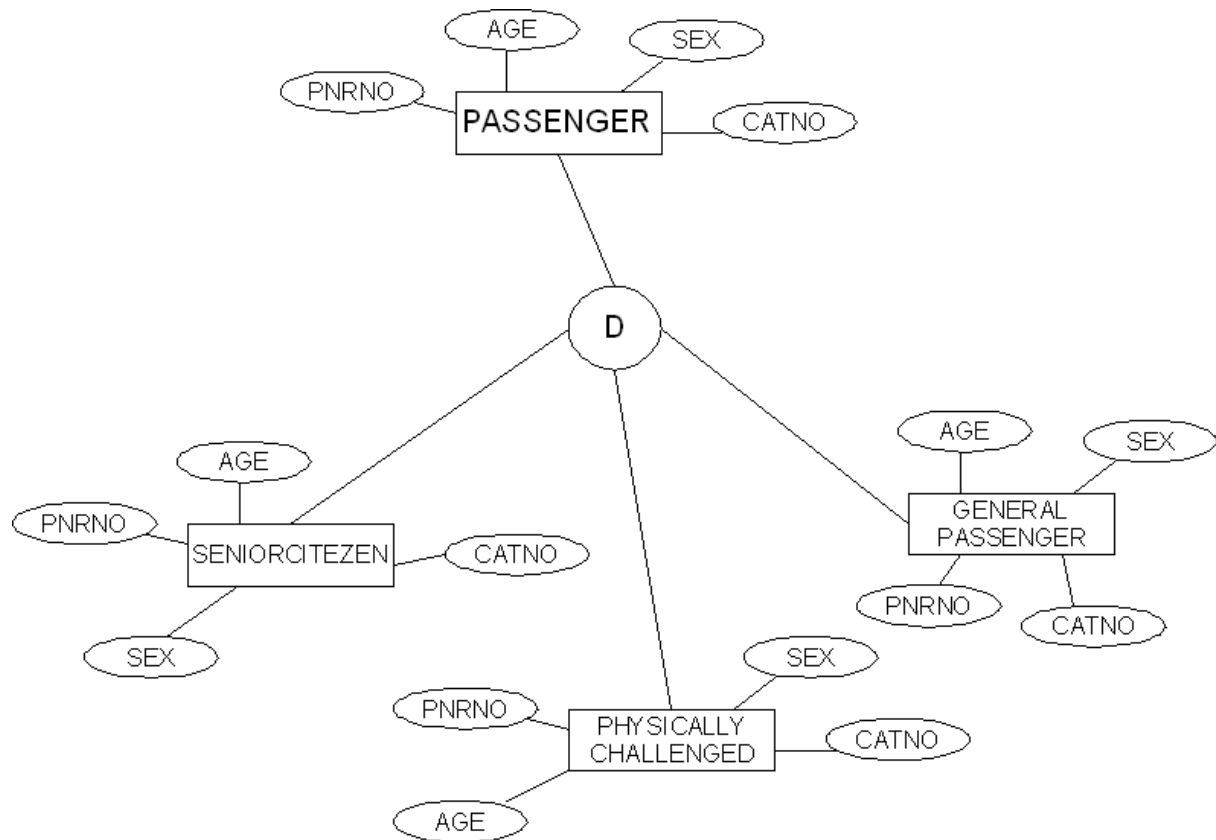 AGE
SEX
PNRNO
PASSENGER
CATNO
D
AGE
PNRNO
SENIORCITEZEN
CATNO
SEX
AGE
SEX
GENERAL
PASSENGER
PNRNO
CATNO
SEX
PNRNO
PHYSICALLY
CHALLENGED
CATNO
AGE